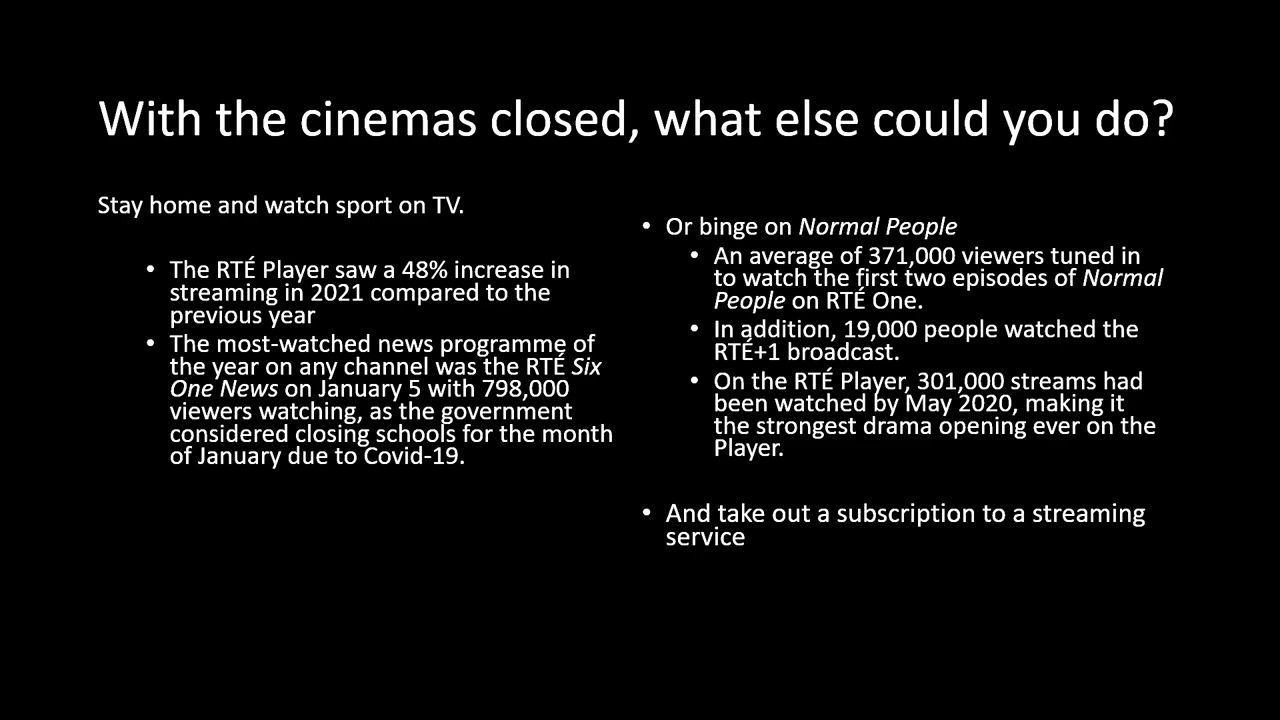 With the cinemas closed, what else could you do?
Stay home and watch sport on TV.
• The RTÉ Player saw a 48% increase in
streaming in 2021 compared to the
previous year
• The most-watched news programme of
the year on any channel was the RTÉ Six
One News on January 5 with 798,000
viewers watching, as the government
considered closing schools for the month
of January due to Covid-19.
• Or binge on Normal People
• An average of 371,000 viewers tuned in
to watch the first two episodes of Normal
People on RTÉ One.
• In addition, 19,000 people watched the
RTÉ+1 broadcast.
• On the RTÉ Player, 301,000 streams had
been watched by May 2020, making it
the strongest drama opening ever on the
Player.
• And take out a subscription to a streaming
service